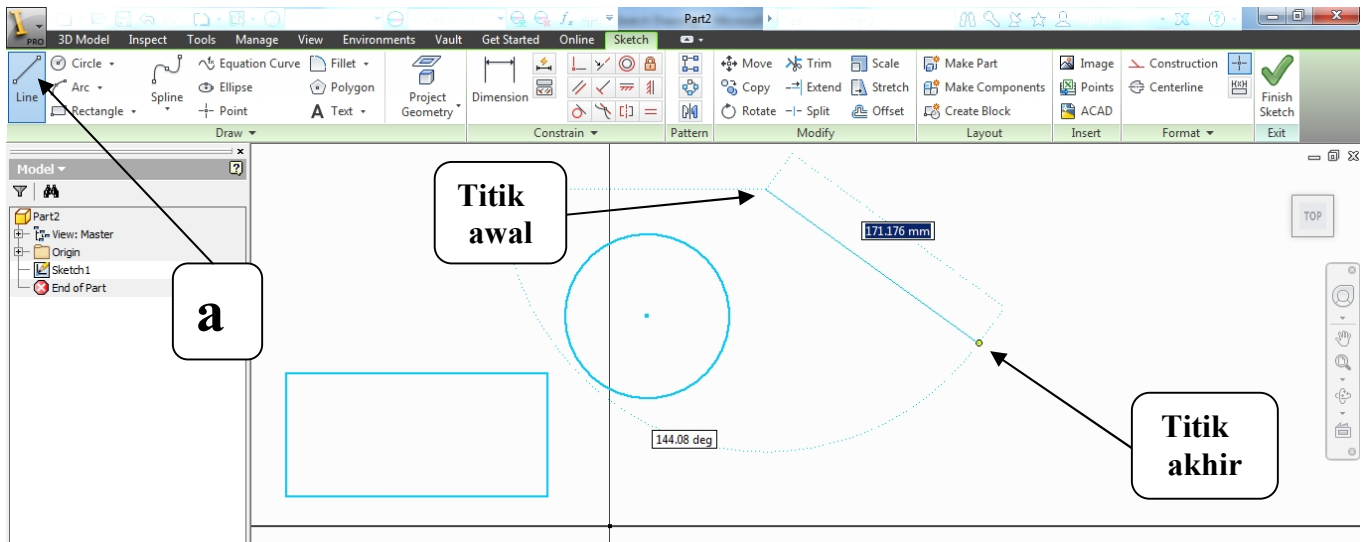 Part2
PRO 3D Model Inspect Tools Manage View Environments Vault Get Started Online Sketch
Line
Circle
Arc
Rectangle
Spline
Equation Curve
Ellipse
Point
Fillet
Polygon
A Text
Project
Geometry
Dimension
Move
Copy
Rotate
Trim
Extend
Split
Scale
Stretch
Offset
Make Part
Make Components
Create Block
Image
Points
ACAD
Construction
Centerline
Finish
Sketch
Draw Constrain Pattern Modify Layout Insert Format Exit
Model
Part2
View: Master
Origin
Sketch1
End of Part
a
Titik
awal
171.176 mm
144.08 deg
Titik
akhir
TOP